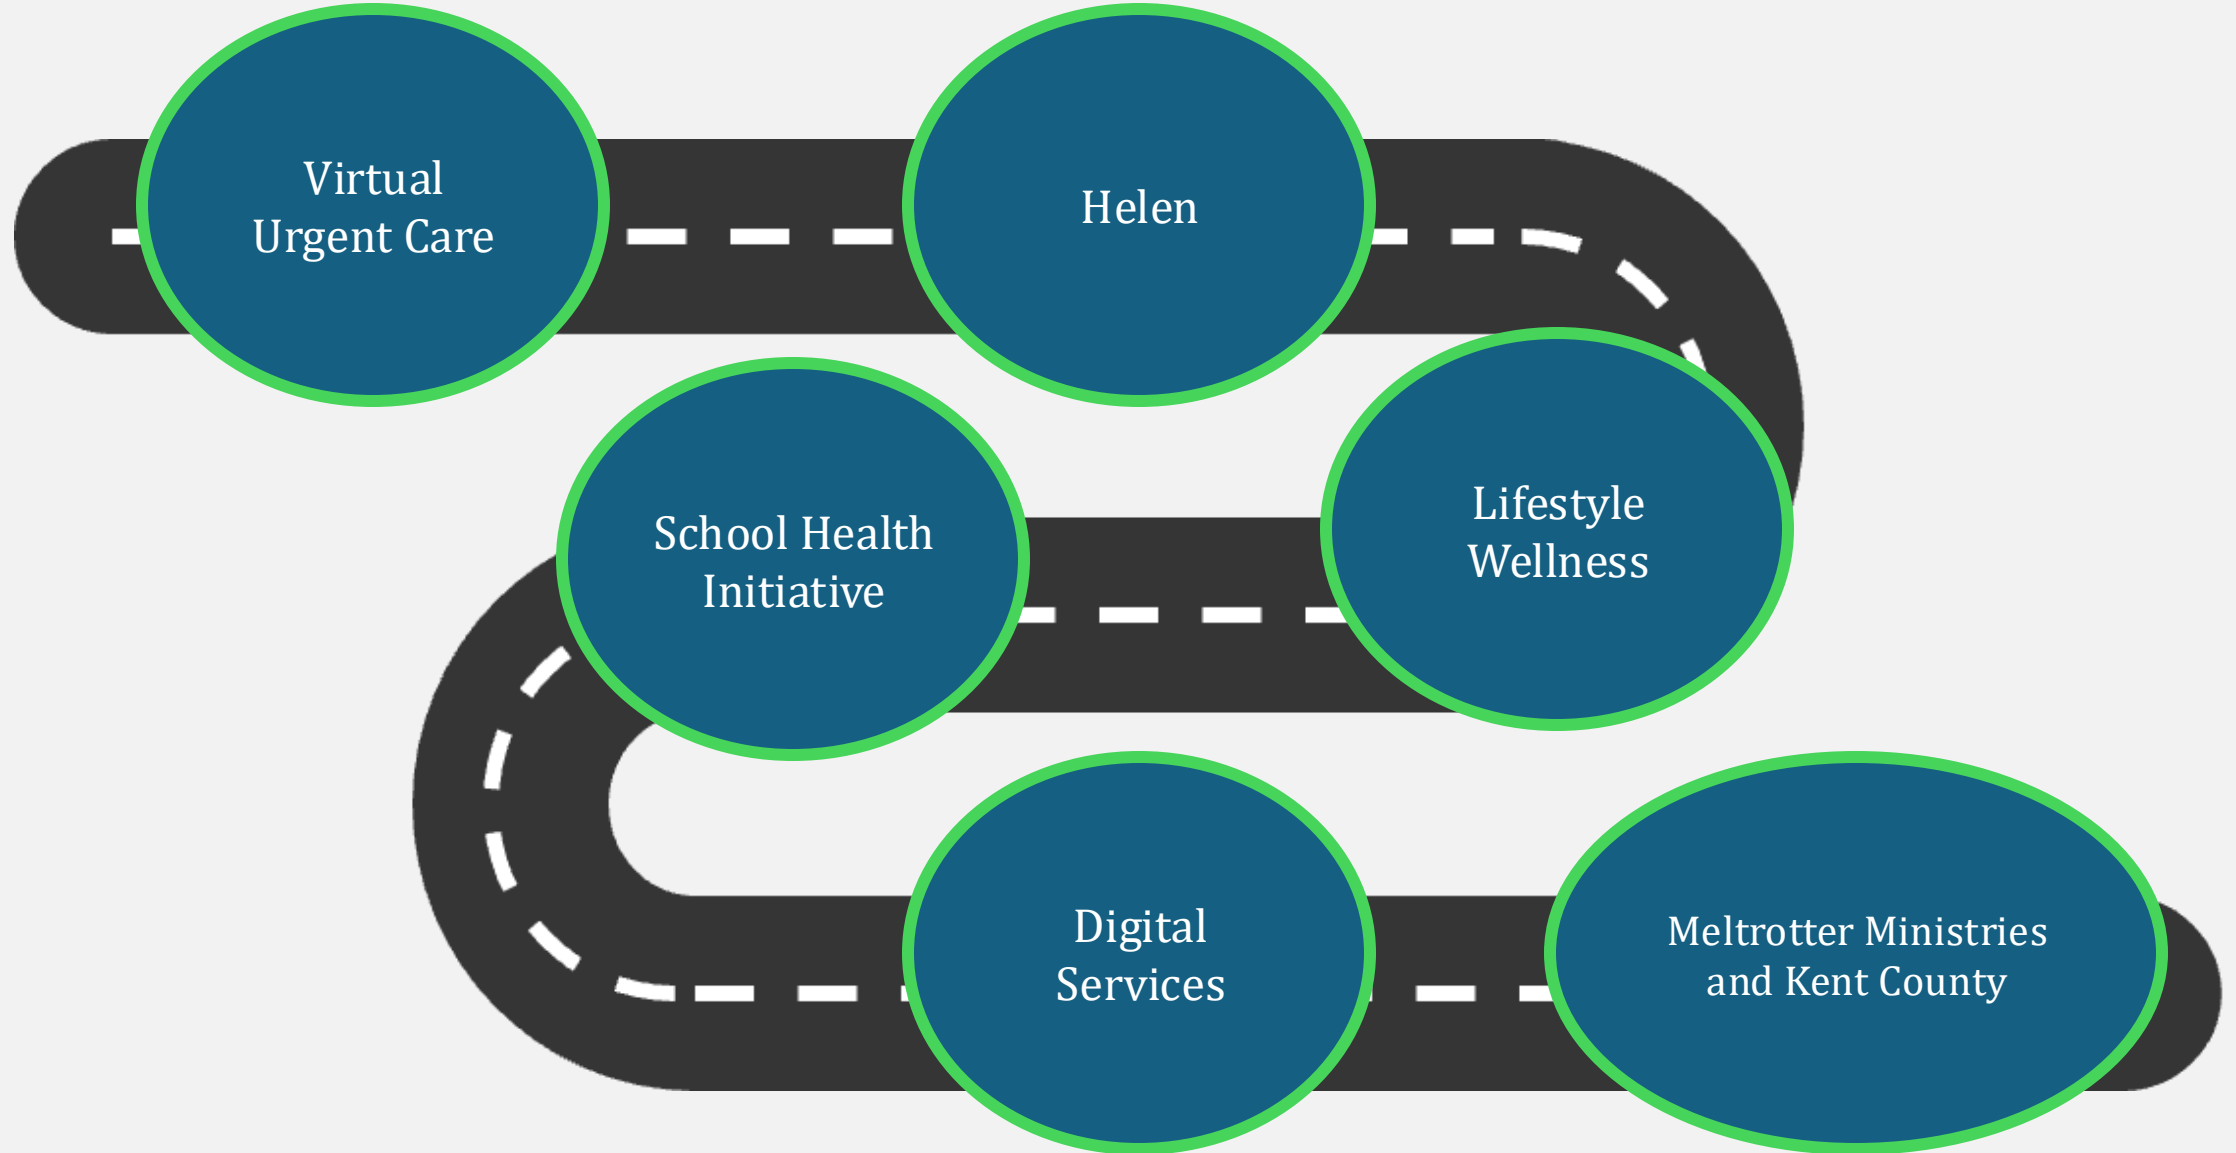 Virtual
Urgent Care
Helen
Lifestyle
Wellness
School Health
Initiative
Digital
Services
Meltrotter Ministries
and Kent County